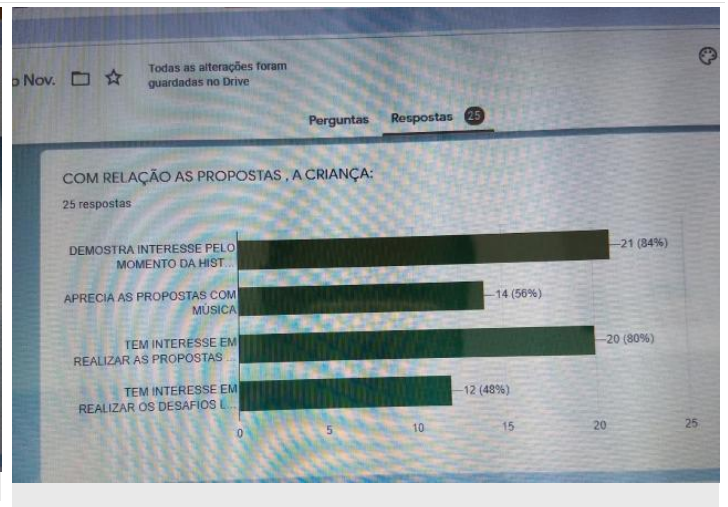 o Nov.
Todas as alterações foram
guardadas no Drive
Perguntas
Respostas 25
COM RELAÇÃO AS PROPOSTAS , A CRIANÇA:
25 respostas
DEMOSTRA INTERESSE PELO
MOMENTO DA HIST...
21 (84%)
APRECIA AS PROPOSTAS COM
MÚSICA
14 (56%)
TEM INTERESSE EM
REALIZAR AS PROPOSTAS ...
20 (80%)
TEM INTERESSE EM
REALIZAR OS DESAFIOS L...
12 (48%)
0 5 10 15 20 25